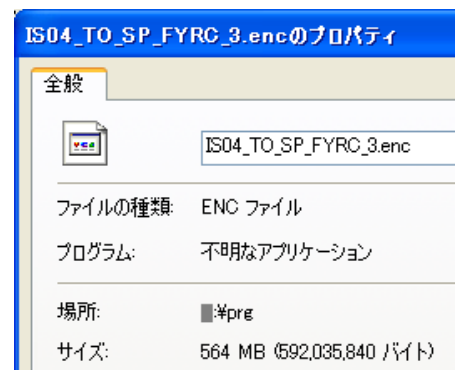 IS04_TO_SP_FYRC_3.encのプロパティ
全般
IS04_TO_SP_FYRC_3.enc
ファイルの種類: ENC ファイル
プログラム: 不明なアプリケーション
場所: :¥prg
サイズ: 564 MB (592,035,840 バイト)